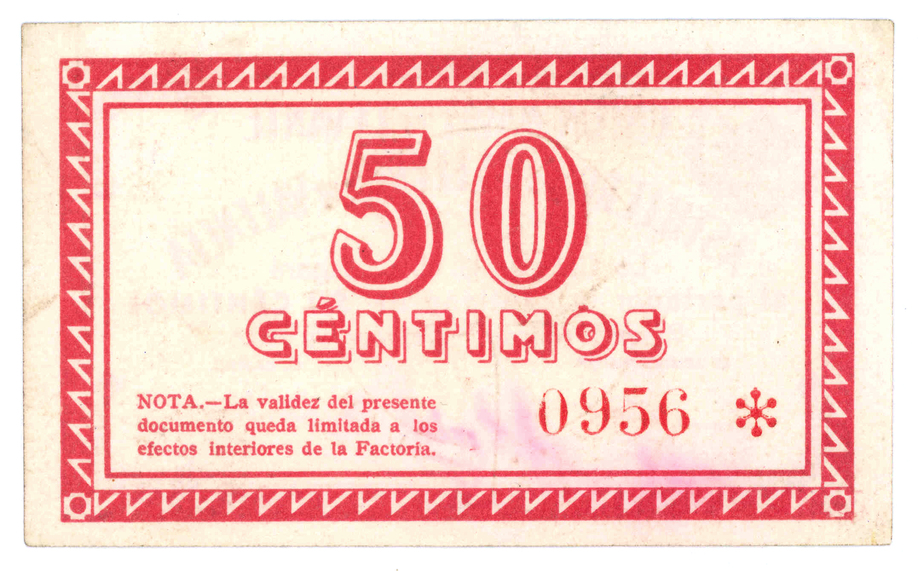 50
CÉNTIMOS
NOTA.—La validez del presente
documento queda limitada a los
efectos interiores de la Factoría.
0956 *